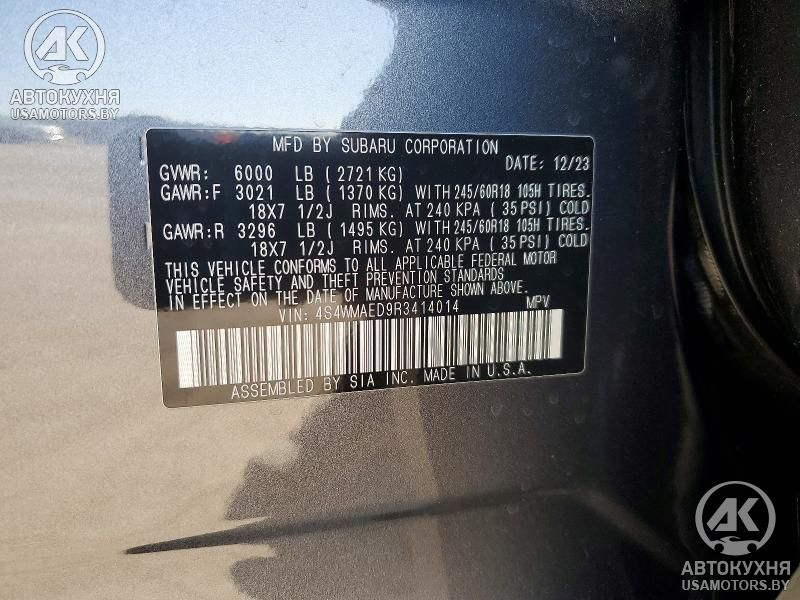 AK
АВТОКУХНЯ
USAMOTORS.BY
MFD BY SUBARU CORPORATION
DATE: 12/23
GVWR: 6000 LB ( 2721 KG)
GAWR:F 3021 LB ( 1370 KG) WITH 245/60R18 105H TIRES.
18X7 1/2J RIMS. AT 240 KPA ( 35 PSI) COLD
GAWR:R 3296 LB ( 1495 KG) WITH 245/60R18 105H TIRES.
18X7 1/2J RIMS. AT 240 KPA ( 35 PSI) COLD
THIS VEHICLE CONFORMS TO ALL APPLICABLE FEDERAL MOTOR
VEHICLE SAFETY AND THEFT PREVENTION STANDARDS
IN EFFECT ON THE DATE OF MANUFACTURE SHOWN ABOVE.
VIN: 4S4WMAED9R3414014 MPV
ASSEMBLED BY SIA INC. MADE IN U.S.A.
AK
АВТОКУХНЯ
USAMOTORS.BY